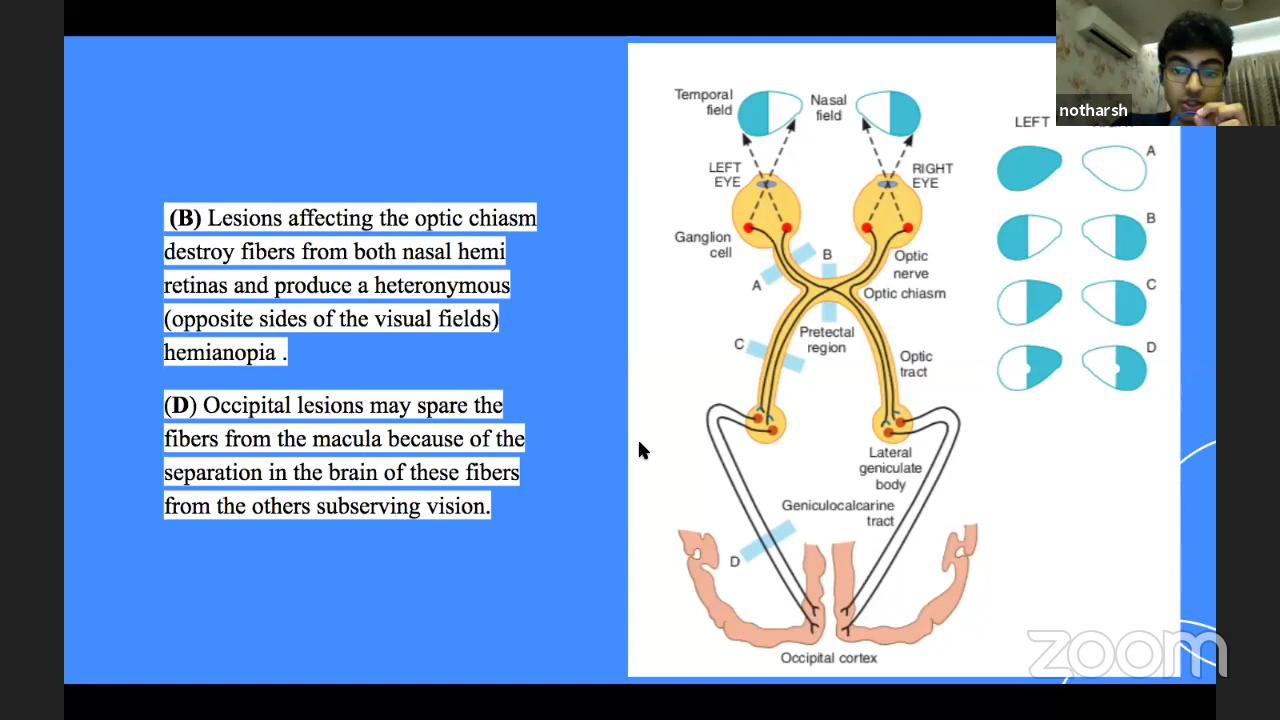 (B) Lesions affecting the optic chiasm
destroy fibers from both nasal hemi
retinas and produce a heteronymous
(opposite sides of the visual fields)
hemianopia .
(D) Occipital lesions may spare the
fibers from the macula because of the
separation in the brain of these fibers
from the others subserving vision.
Temporal
field
Nasal
field
LEFT
EYE
RIGHT
EYE
Ganglion
cell
A
B
Optic
nerve
Optic chiasm
Pretectal
region
C
Optic
tract
Lateral
geniculate
body
Geniculocalcarine
tract
D
Occipital cortex
notharsh
LEFT
A
B
C
D
zoom